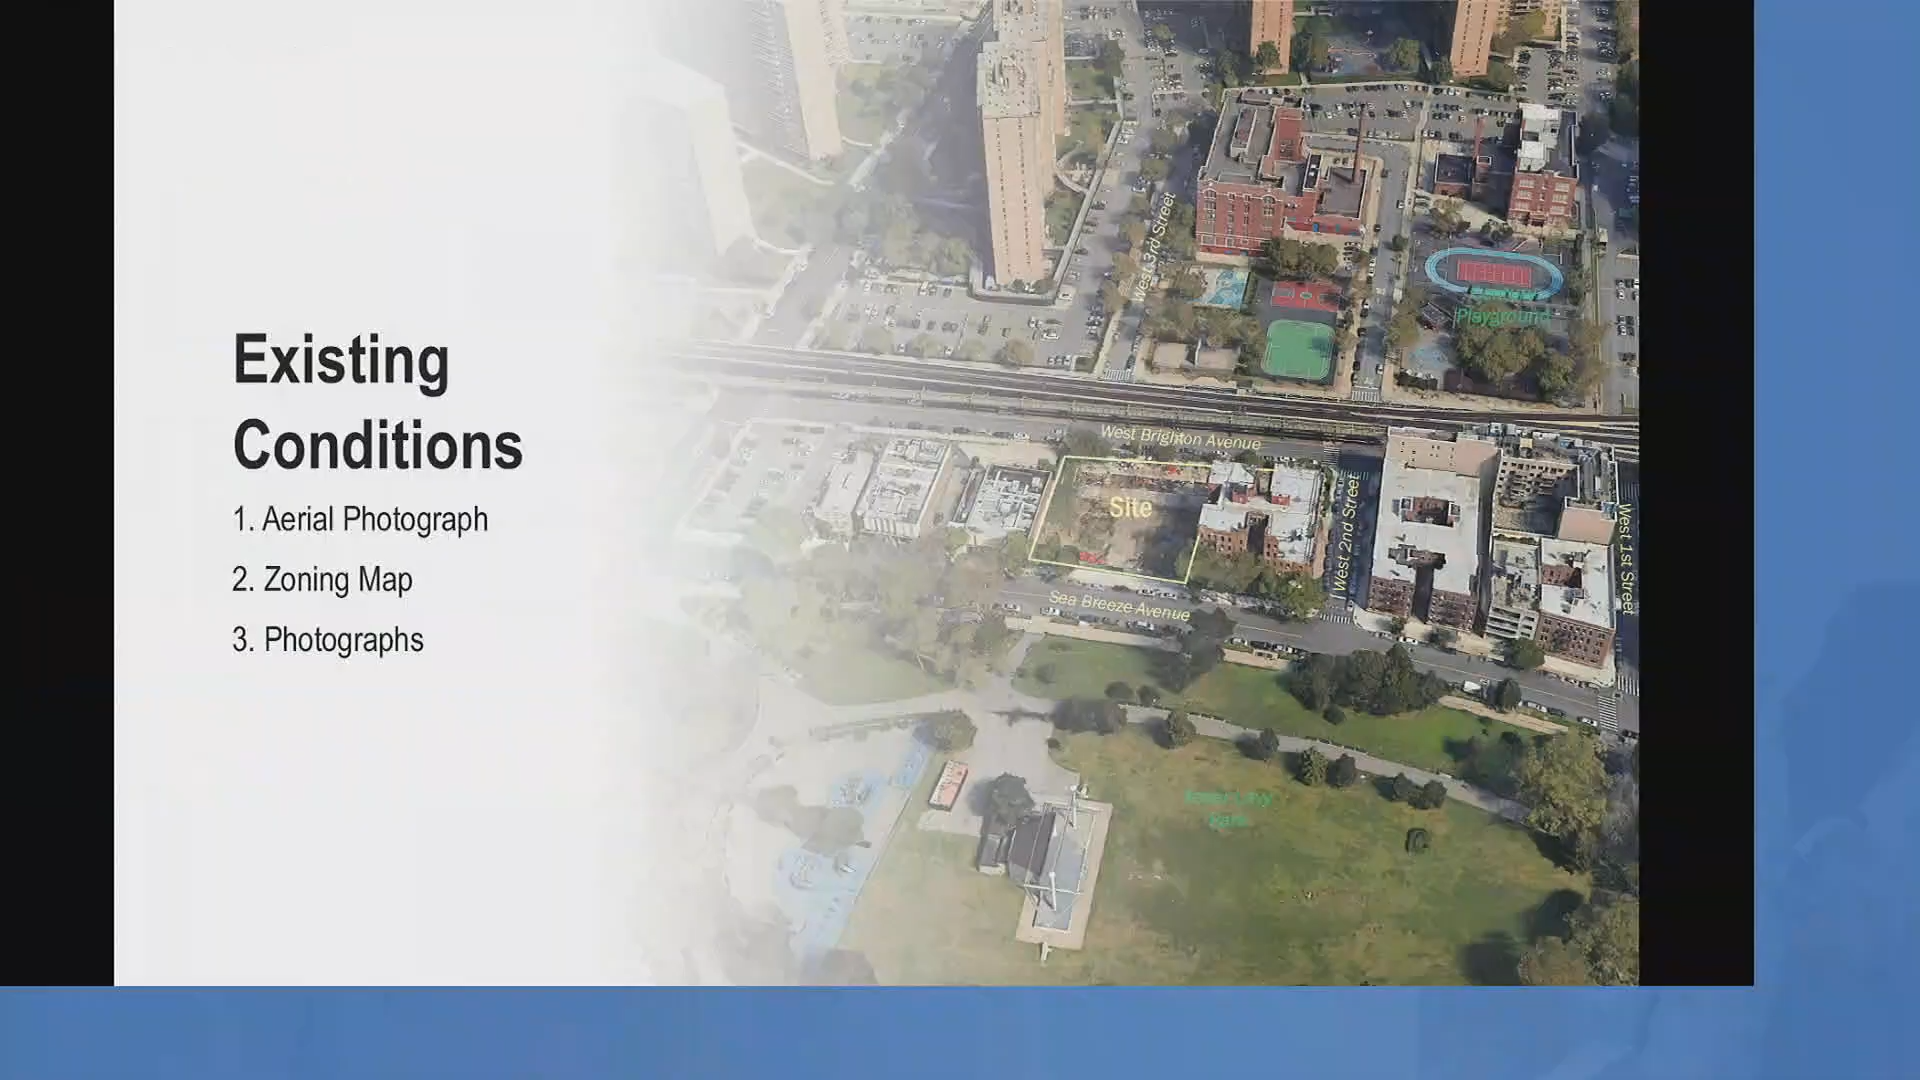 Existing
Conditions
1. Aerial Photograph
2. Zoning Map
3. Photographs
West 3rd Street
Playground
West Brighton Avenue
Site
West 2nd Street
West 1st Street
Sea Breeze Avenue
Park